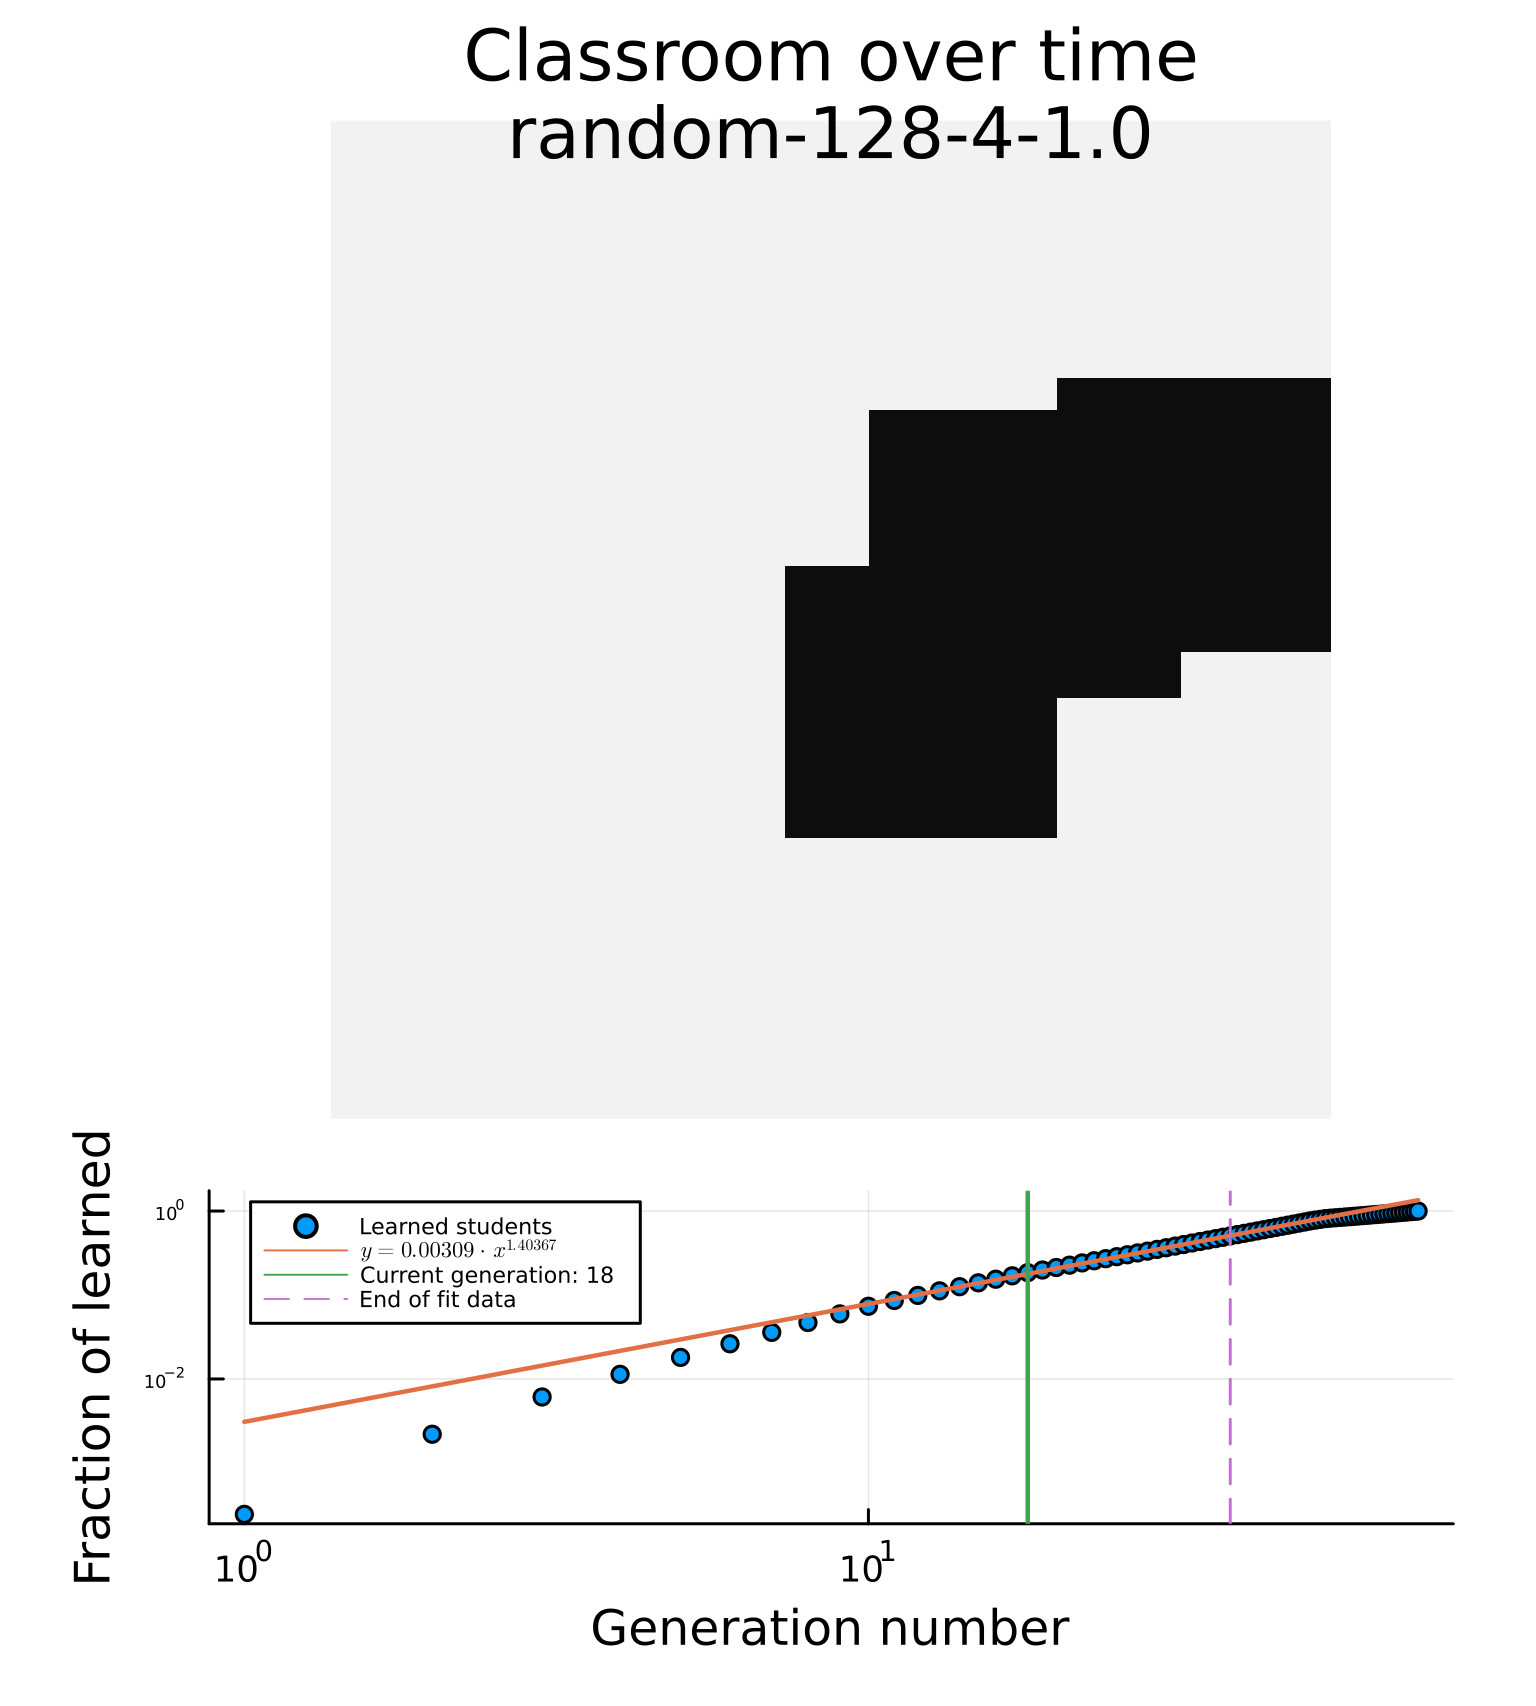 Classroom over time
random-128-4-1.0
Fraction of learned
10^0
10^−2
Learned students
y = 0.00309 · x^1.40367
Current generation: 18
End of fit data
10^0
10^1
Generation number